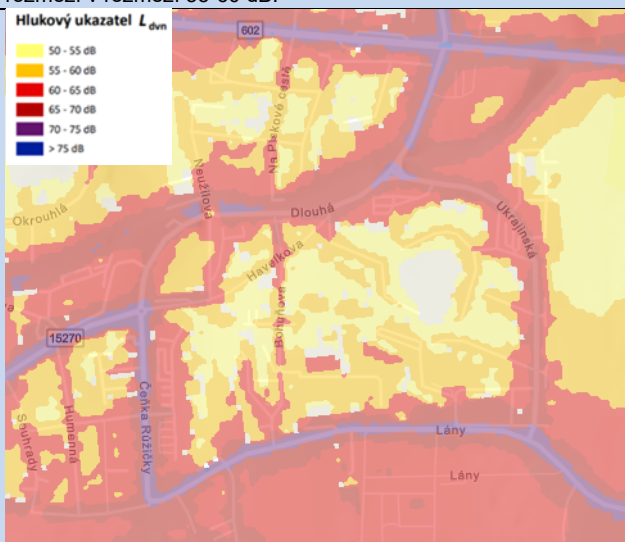 Hlukový ukazatel L dvn
50 - 55 dB
55 - 60 dB
60 - 65 dB
65 - 70 dB
70 - 75 dB
> 75 dB
602
Na Pískové cestě
Neužilova
Okrouhlá
Dlouhá
Ukrajinská
Havelkova
Bohuňova
15270
Čeňka Růžičky
Humenná
Souhrady
Lány
Lány